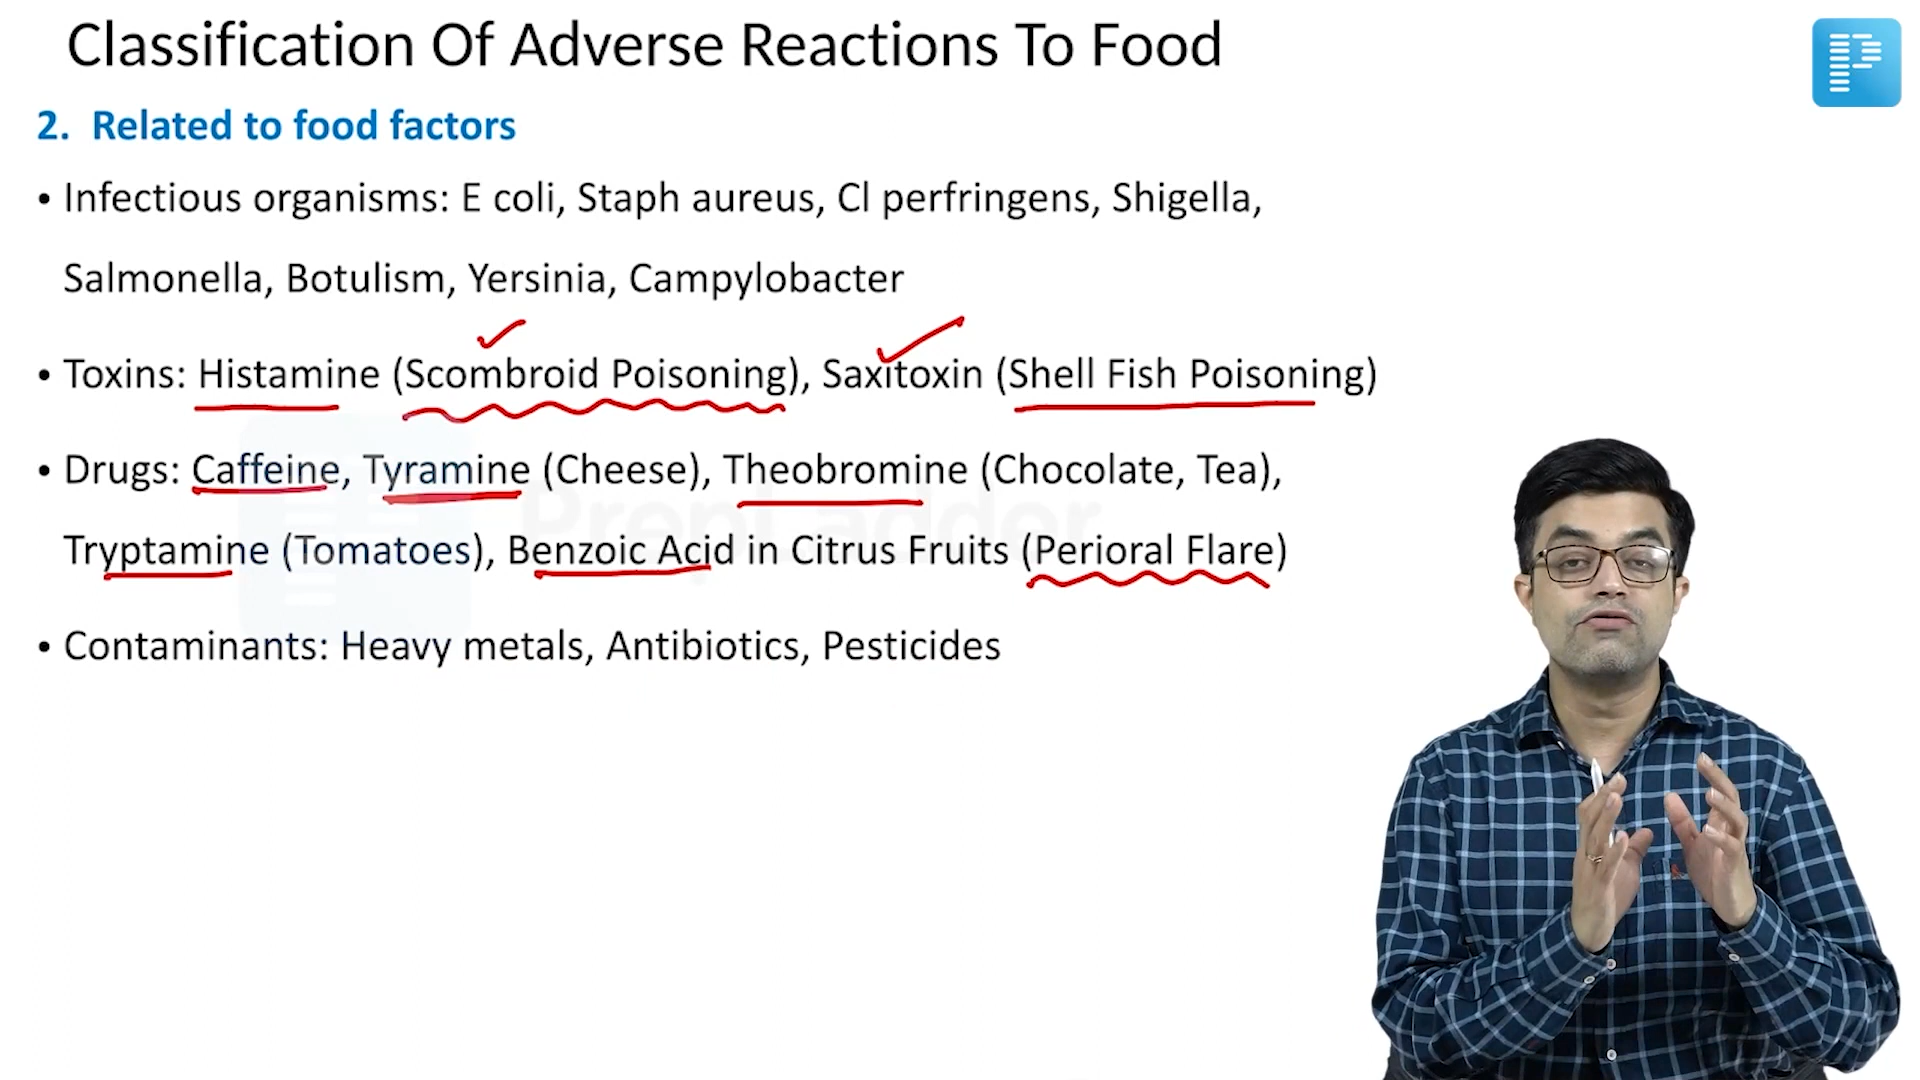 Classification Of Adverse Reactions To Food
2. Related to food factors
• Infectious organisms: E coli, Staph aureus, Cl perfringens, Shigella,
Salmonella, Botulism, Yersinia, Campylobacter
• Toxins: Histamine (Scombroid Poisoning), Saxitoxin (Shell Fish Poisoning)
• Drugs: Caffeine, Tyramine (Cheese), Theobromine (Chocolate, Tea),
Tryptamine (Tomatoes), Benzoic Acid in Citrus Fruits (Perioral Flare)
• Contaminants: Heavy metals, Antibiotics, Pesticides
PrepLadder